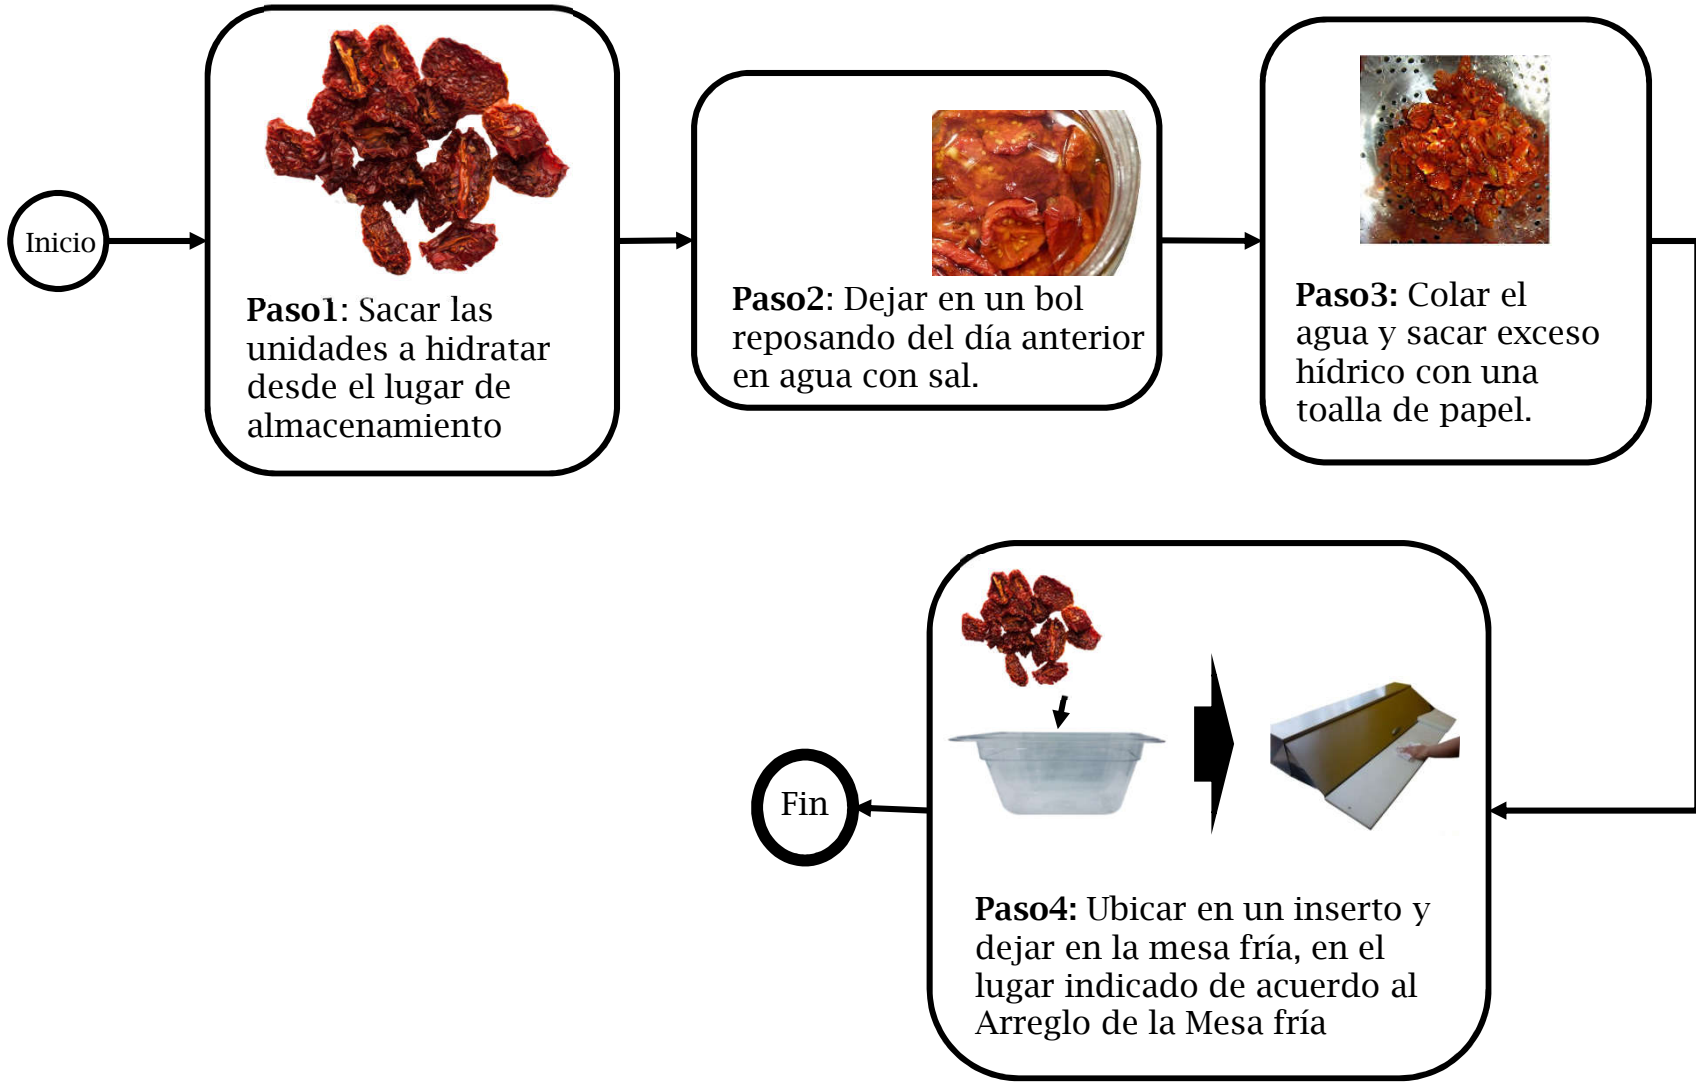 Inicio
Paso1: Sacar las
unidades a hidratar
desde el lugar de
almacenamiento
Paso2: Dejar en un bol
reposando del día anterior
en agua con sal.
Paso3: Colar el
agua y sacar exceso
hídrico con una
toalla de papel.
Paso4: Ubicar en un inserto y
dejar en la mesa fría, en el
lugar indicado de acuerdo al
Arreglo de la Mesa fría
Fin